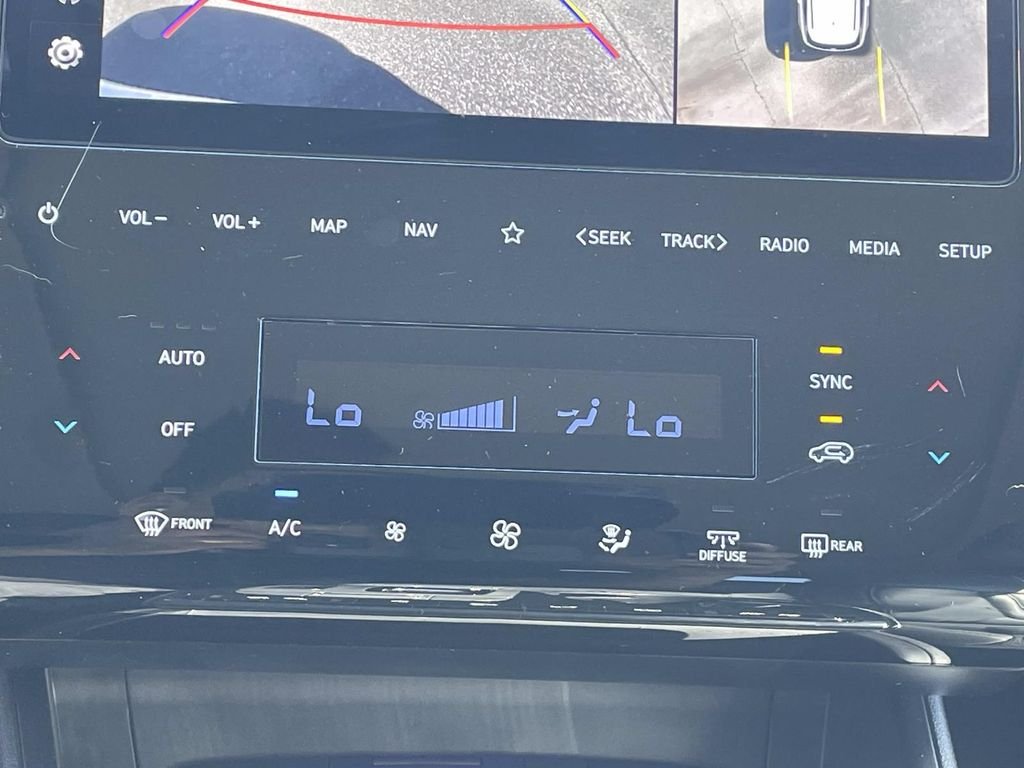 VOL− VOL+ MAP NAV <SEEK TRACK> RADIO MEDIA SETUP
AUTO
SYNC
Lo Lo
OFF
FRONT A/C DIFFUSE REAR